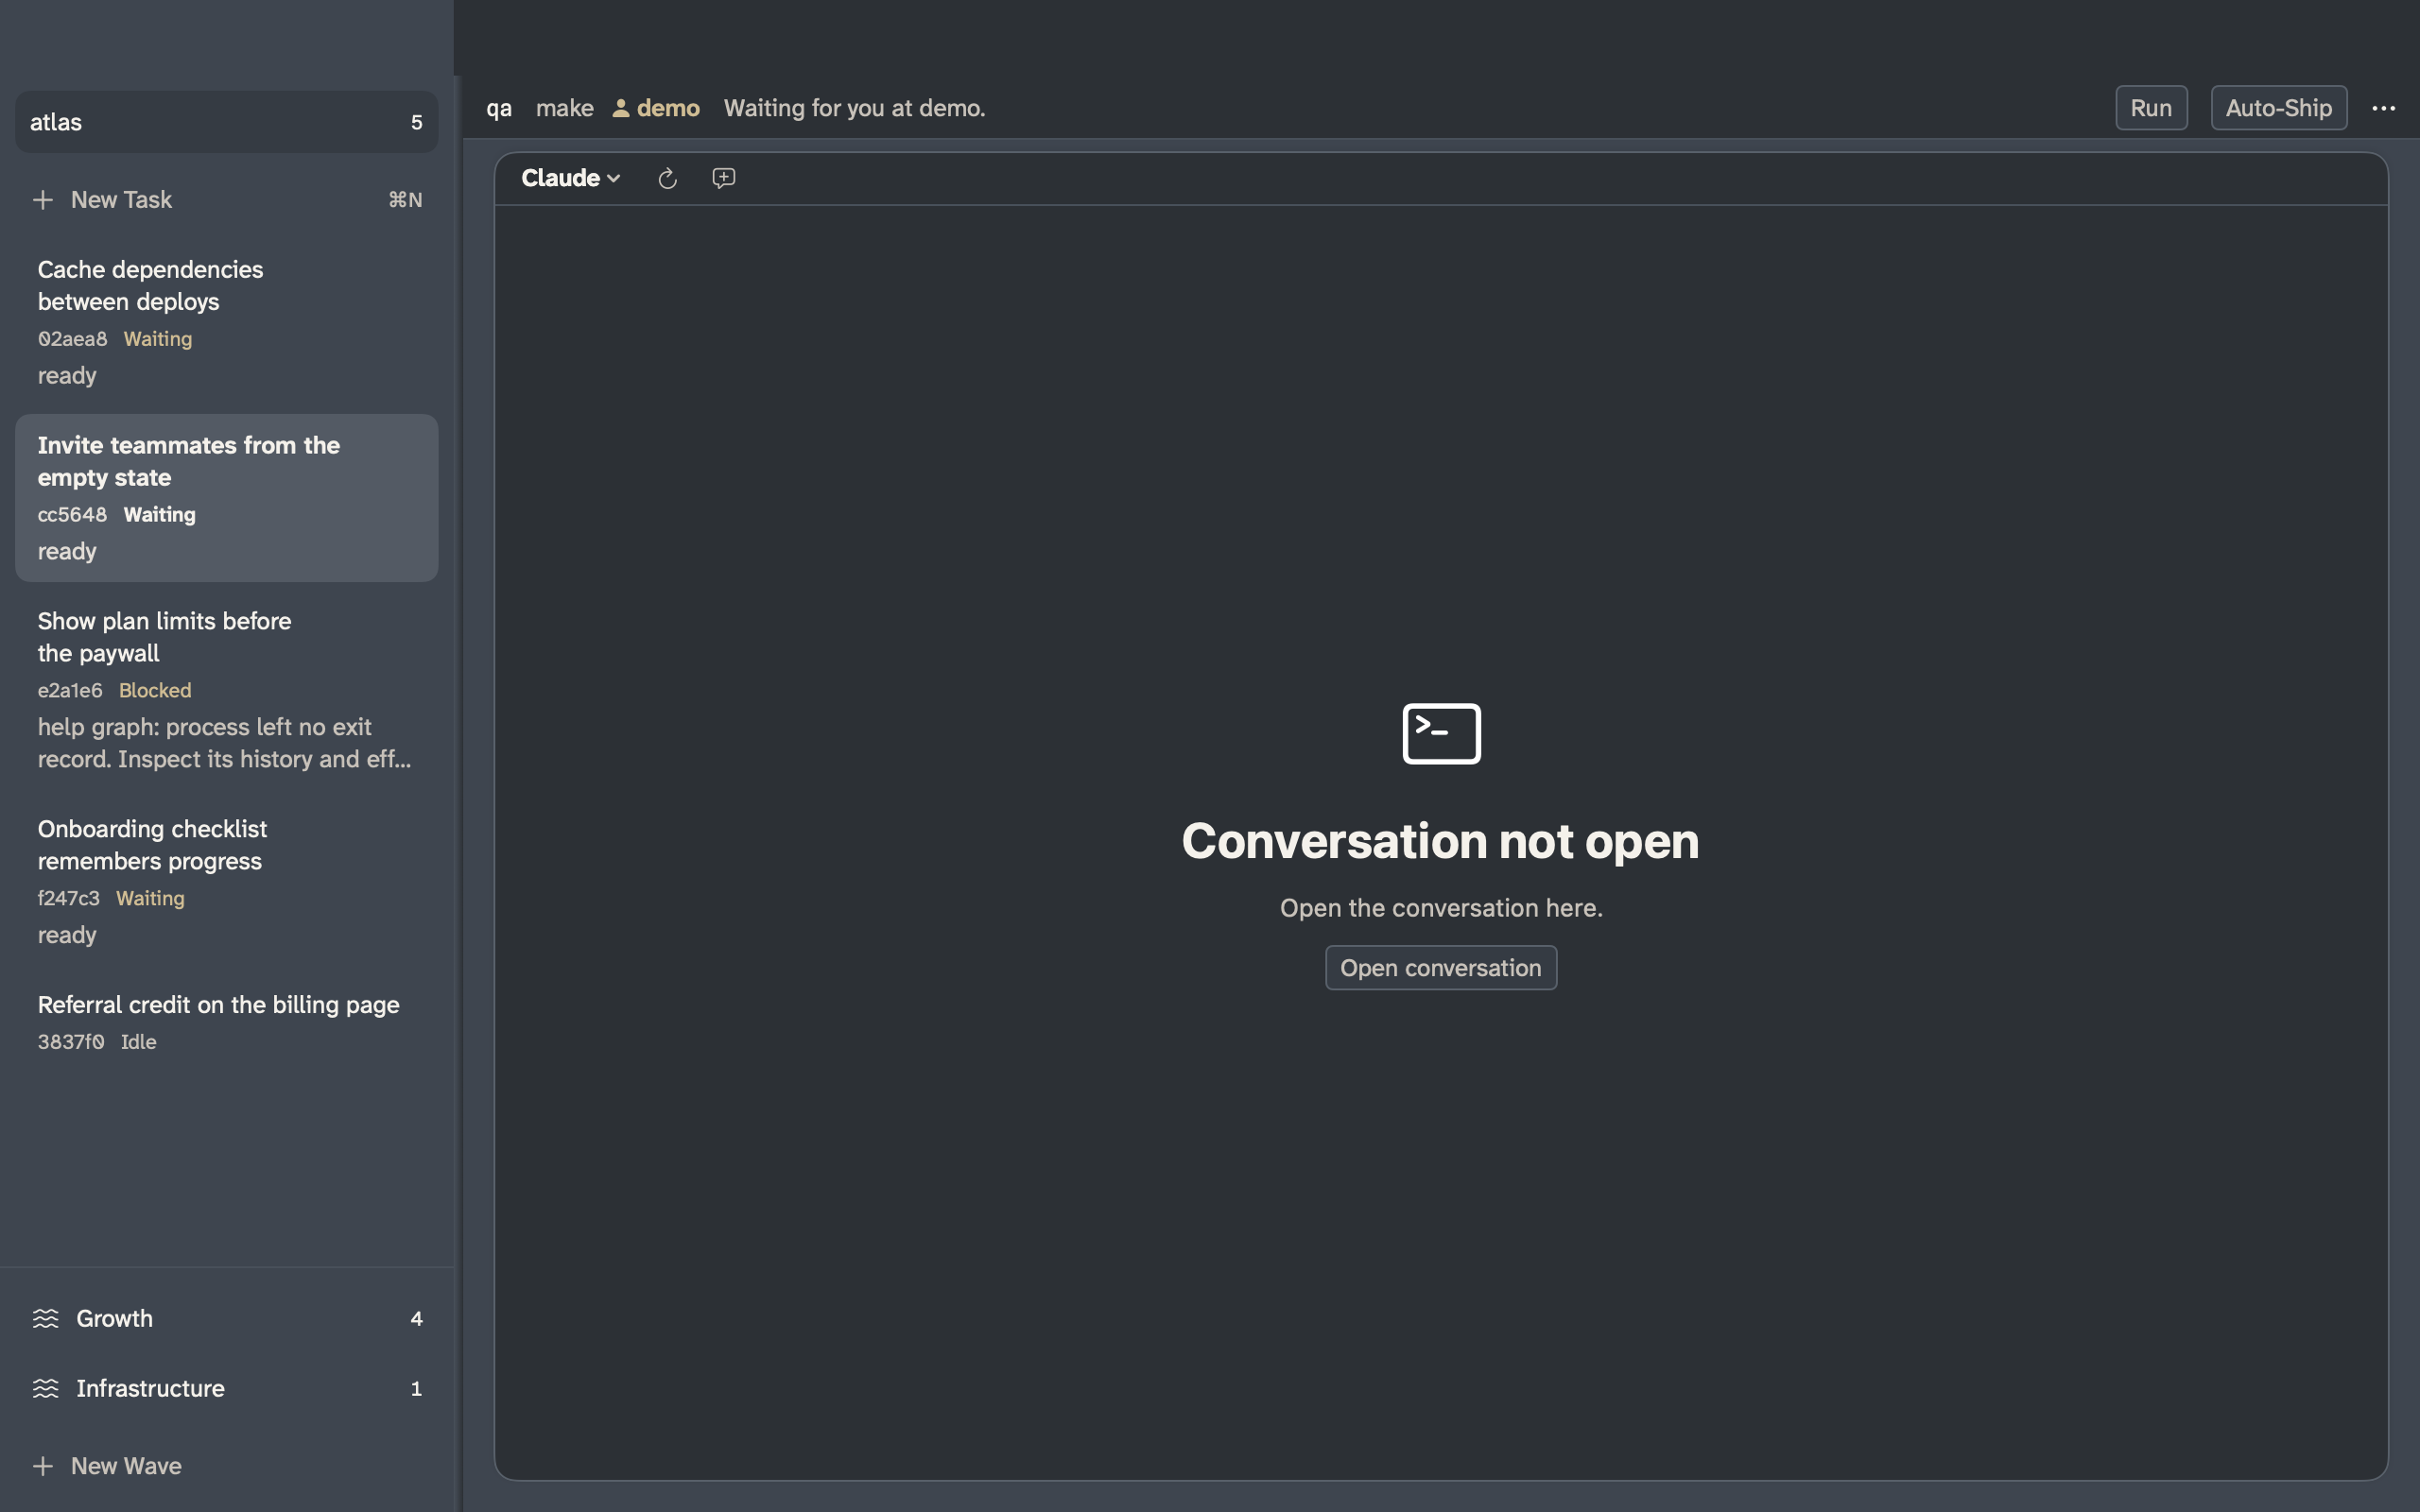 atlas 5
New Task ⌘N
Cache dependencies
between deploys
02aea8 Waiting
ready
Invite teammates from the
empty state
cc5648 Waiting
ready
Show plan limits before
the paywall
e2a1e6 Blocked
help graph: process left no exit
record. Inspect its history and eff...
Onboarding checklist
remembers progress
f247c3 Waiting
ready
Referral credit on the billing page
3837f0 Idle
Growth 4
Infrastructure 1
New Wave
qa make demo Waiting for you at demo. Run Auto-Ship
Claude
Conversation not open
Open the conversation here.
Open conversation